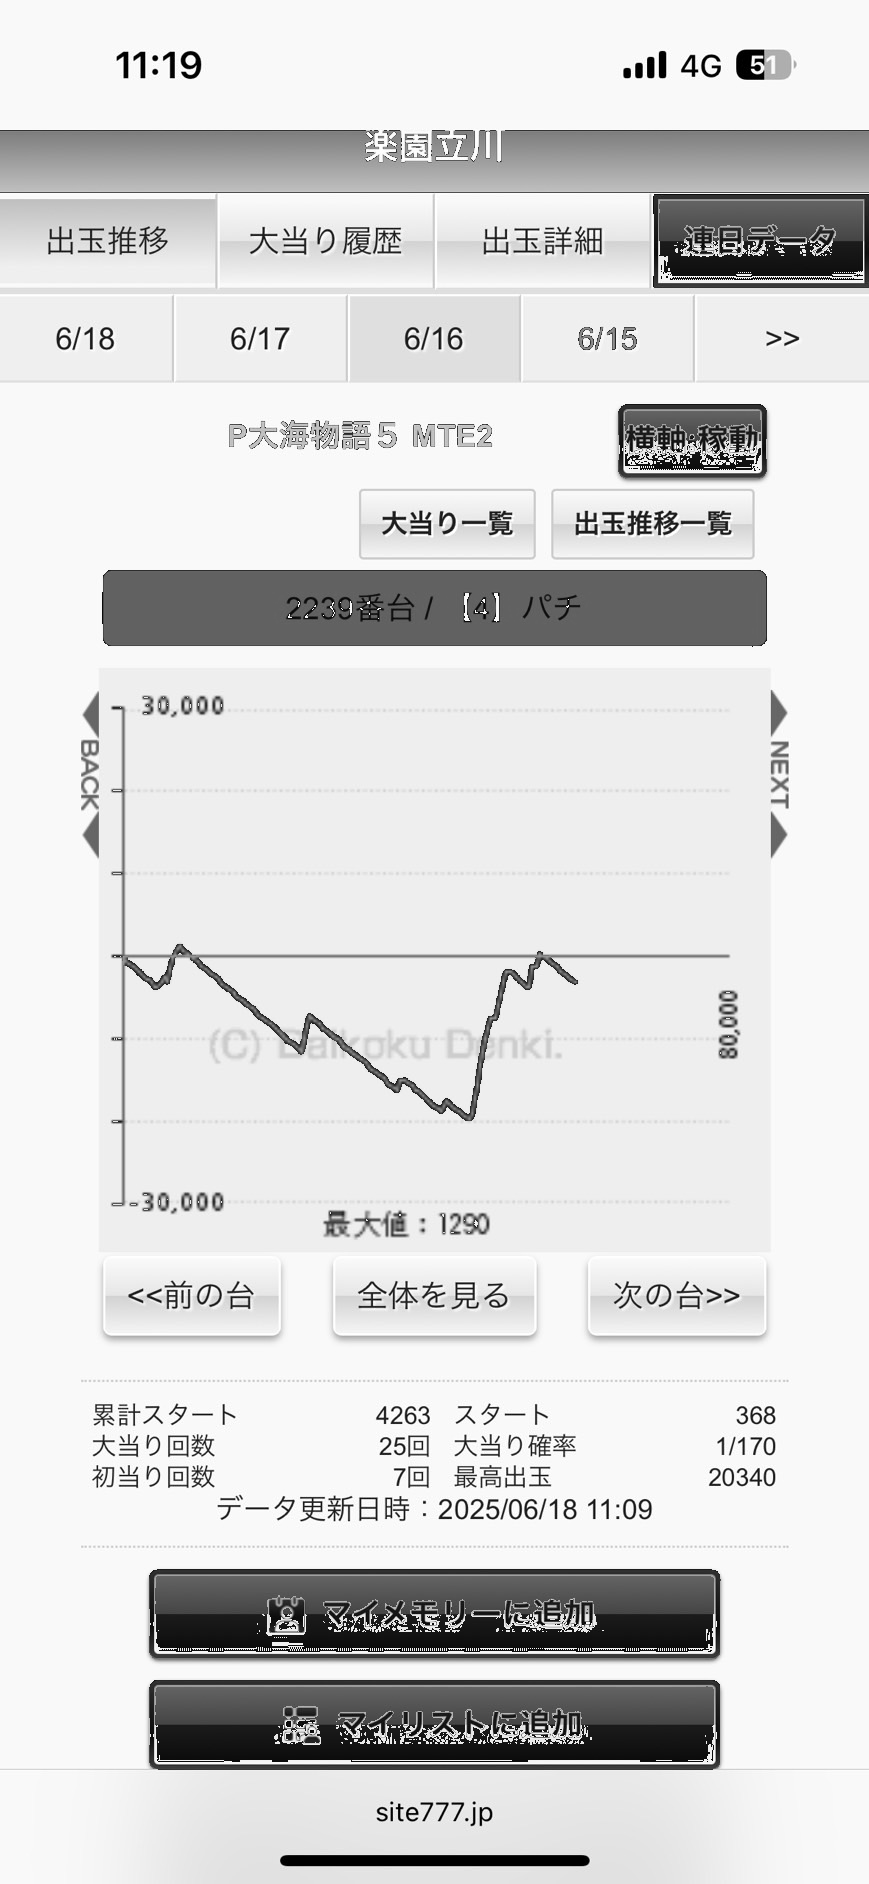 11:19 4G 51
楽園立川
出玉推移 大当り履歴 出玉詳細 連日データ
6/18 6/17 6/16 6/15 >>
P大海物語5 MTE2 横軸:稼動
大当り一覧 出玉推移一覧
2239番台 / 【4】 パチ
30,000
BACK
NEXT
80,000
(C) Daikoku Denki.
-30,000
最大値：1290
<<前の台 全体を見る 次の台>>
累計スタート 4263 スタート 368
大当り回数 25回 大当り確率 1/170
初当り回数 7回 最高出玉 20340
データ更新日時：2025/06/18 11:09
マイメモリーに追加
マイリストに追加
site777.jp